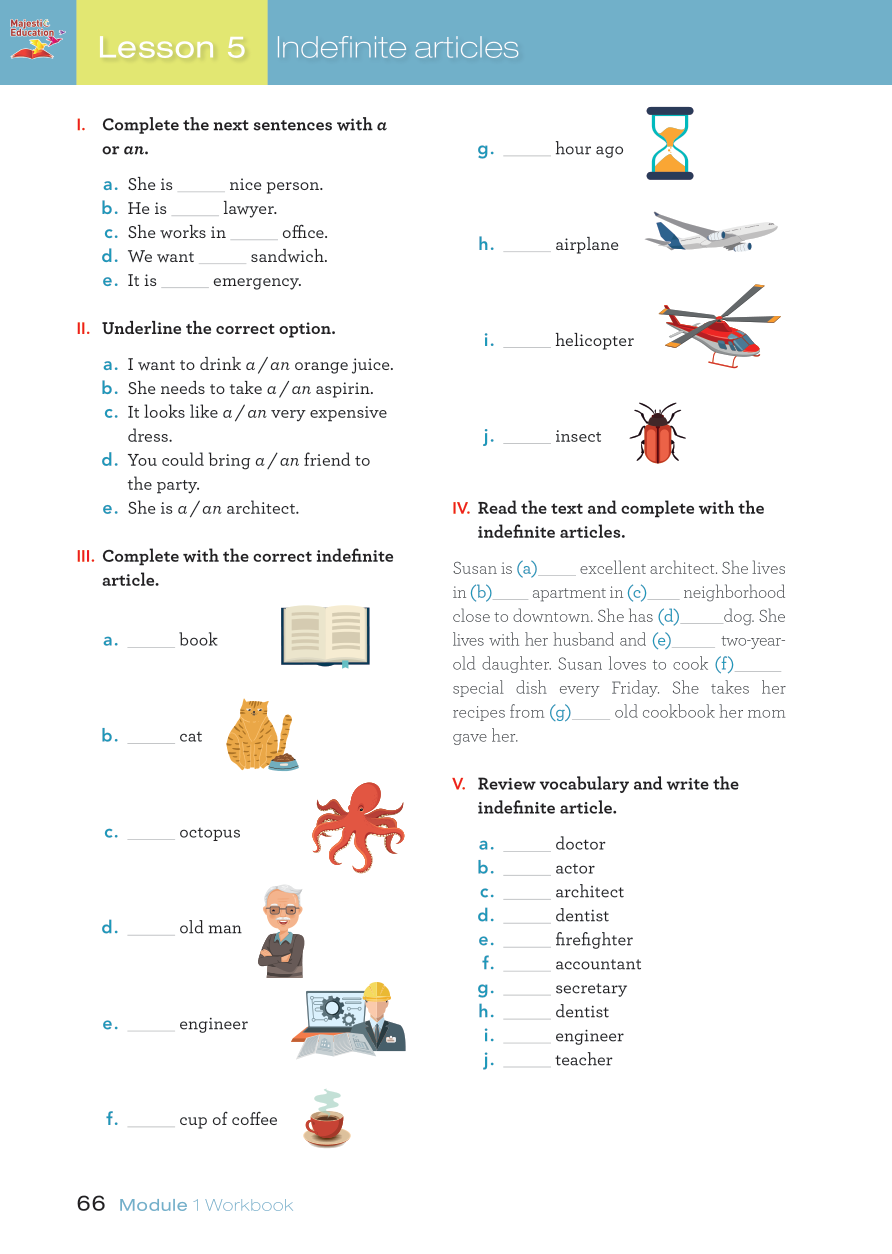 Majestic
Education
Lesson 5 Indefinite articles
I. Complete the next sentences with a
or an.
a. She is ______ nice person.
b. He is ______ lawyer.
c. She works in ______ office.
d. We want ______ sandwich.
e. It is ______ emergency.
II. Underline the correct option.
a. I want to drink a / an orange juice.
b. She needs to take a / an aspirin.
c. It looks like a / an very expensive
dress.
d. You could bring a / an friend to
the party.
e. She is a / an architect.
III. Complete with the correct indefinite
article.
a. ______ book
b. ______ cat
c. ______ octopus
d. ______ old man
e. ______ engineer
f. ______ cup of coffee
g. ______ hour ago
h. ______ airplane
i. ______ helicopter
j. ______ insect
IV. Read the text and complete with the
indefinite articles.
Susan is (a)_____ excellent architect. She lives
in (b)_____ apartment in (c)____ neighborhood
close to downtown. She has (d)______dog. She
lives with her husband and (e)______ two-year-
old daughter. Susan loves to cook (f)______
special dish every Friday. She takes her
recipes from (g)_____ old cookbook her mom
gave her.
V. Review vocabulary and write the
indefinite article.
a. ______ doctor
b. ______ actor
c. ______ architect
d. ______ dentist
e. ______ firefighter
f. ______ accountant
g. ______ secretary
h. ______ dentist
i. ______ engineer
j. ______ teacher
66 Module 1 Workbook